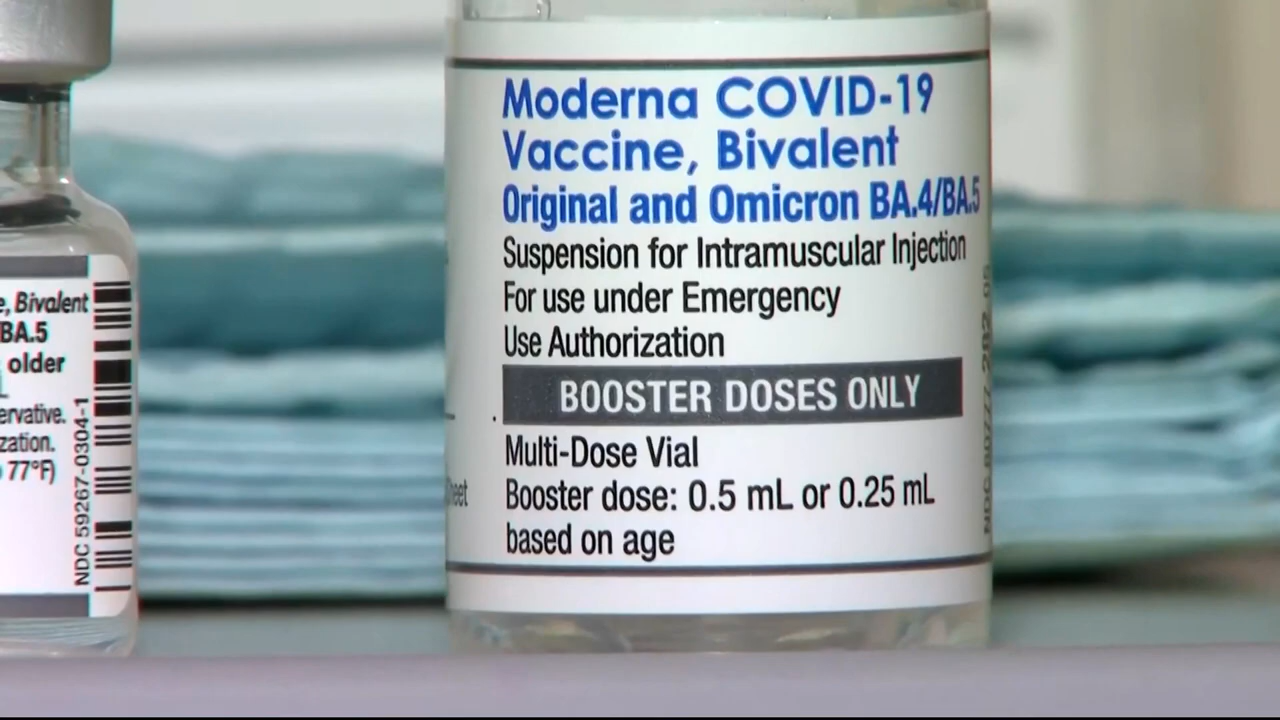 Moderna COVID-19
Vaccine, Bivalent
Original and Omicron BA.4/BA.5
Suspension for Intramuscular Injection
For use under Emergency
Use Authorization
BOOSTER DOSES ONLY
Multi-Dose Vial
Booster dose: 0.5 mL or 0.25 mL
based on age
, Bivalent
BA.5
older
77°F)
NDC 59267-0304-1